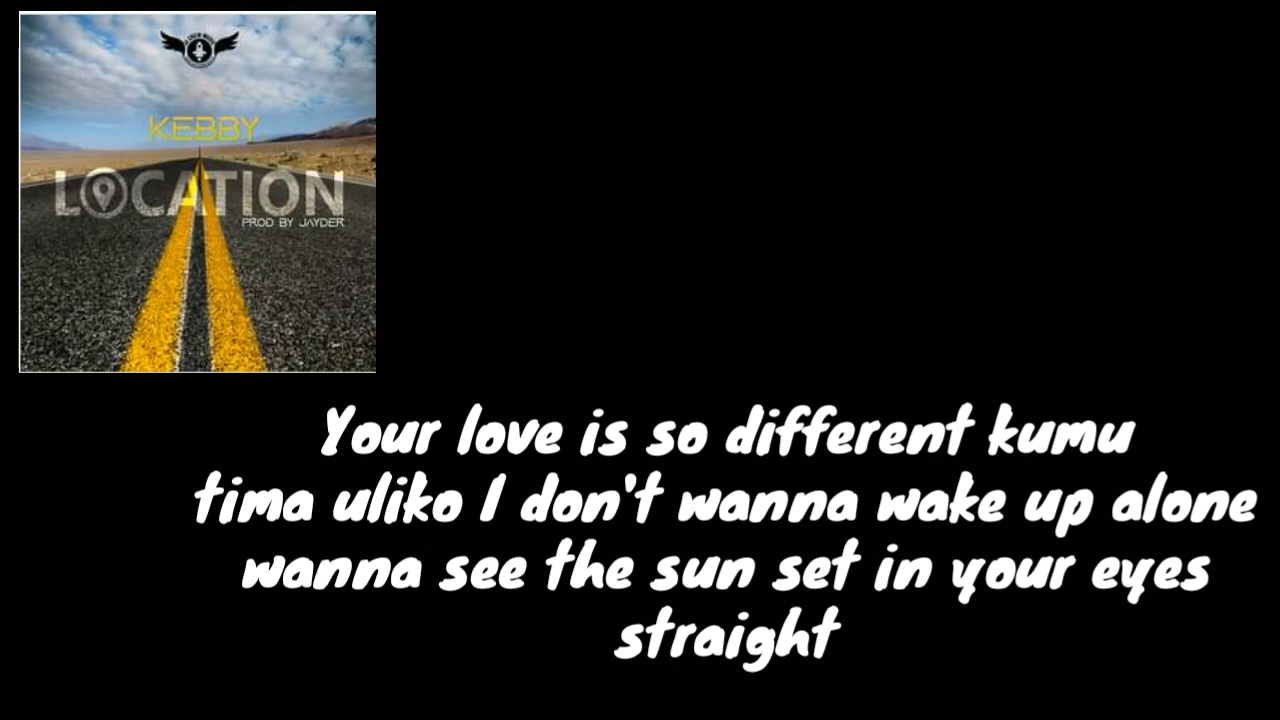 KEBBY
LOCATION
PROD BY JAYDER
Your love is so different kumu
tima uliko I don't wanna wake up alone
wanna see the sun set in your eyes
straight